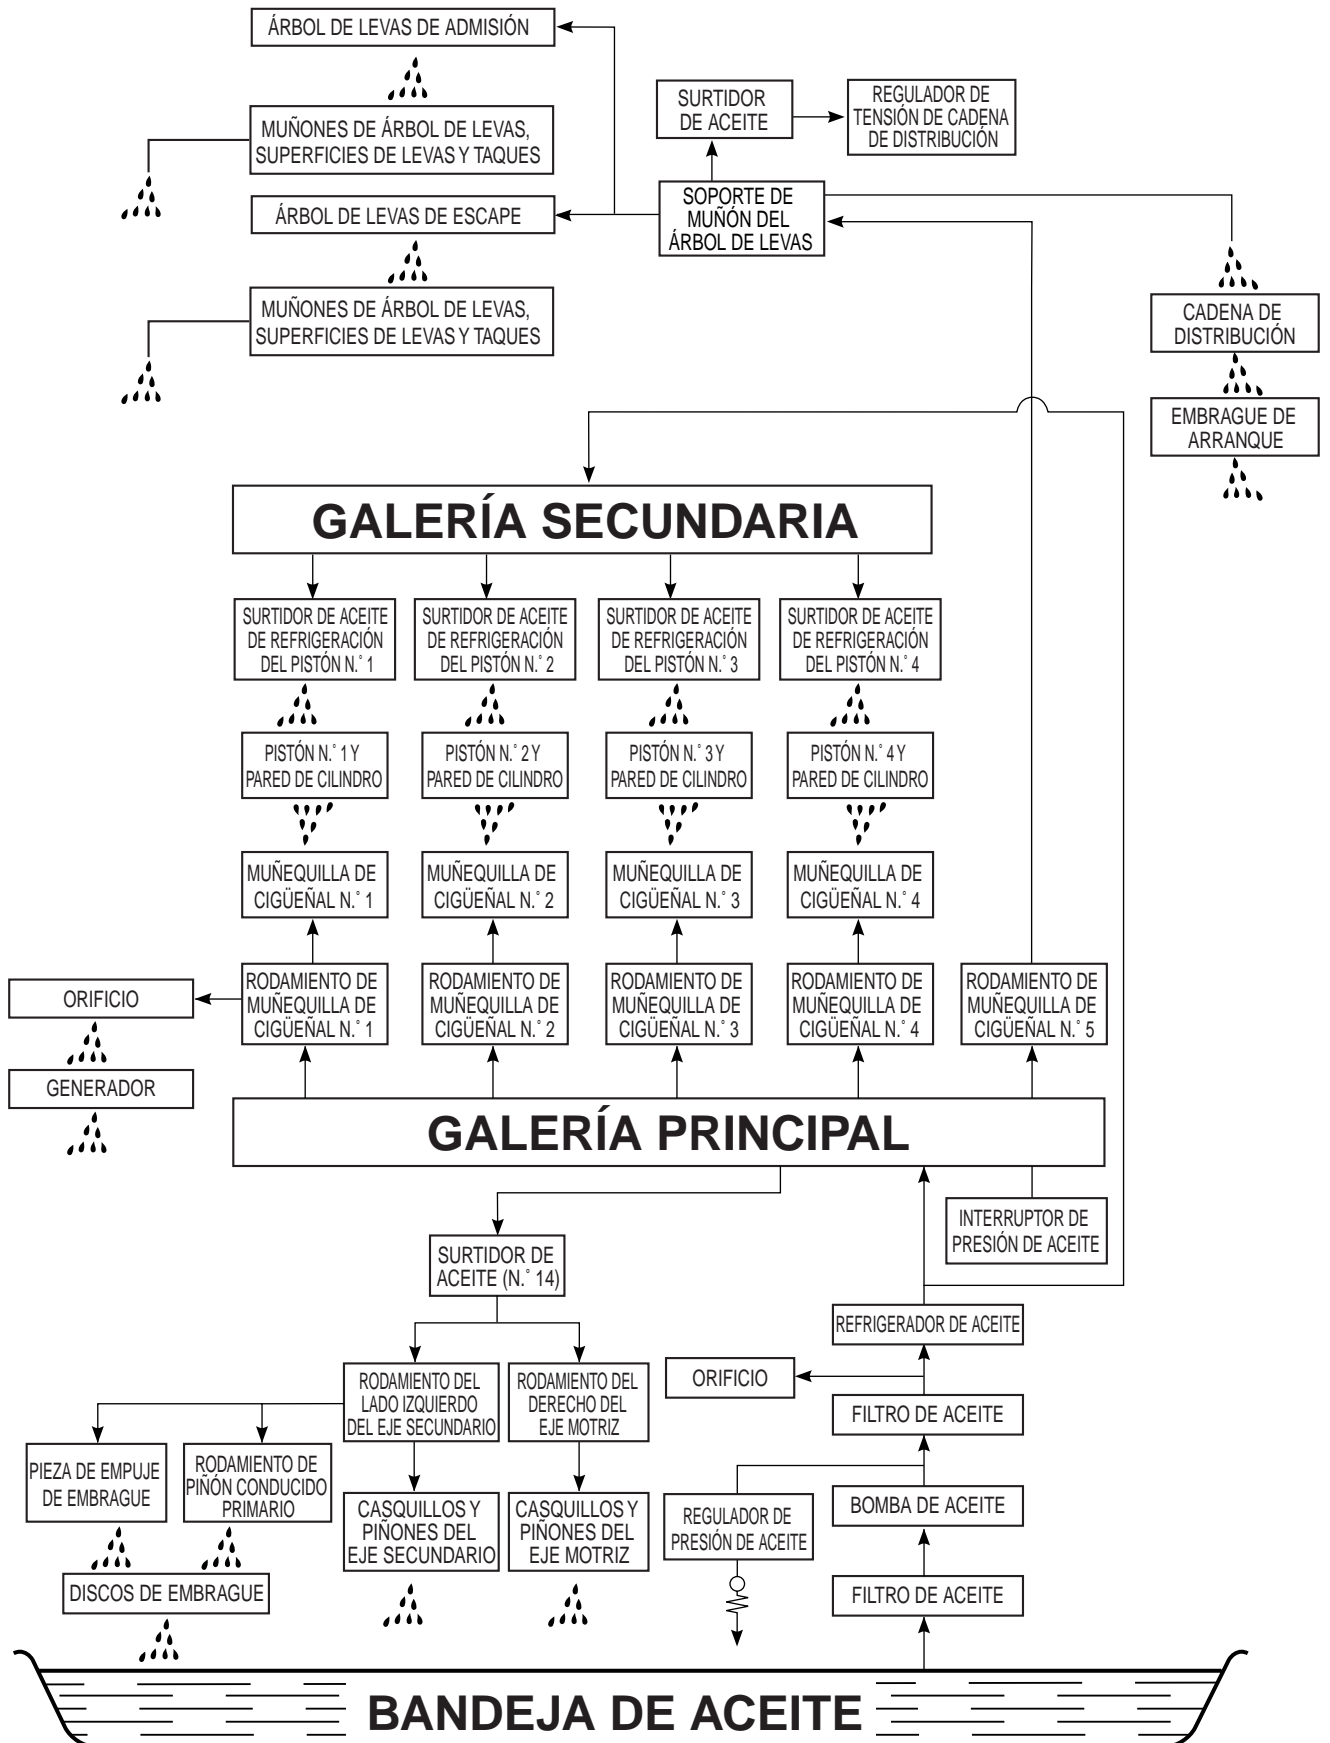 ÁRBOL DE LEVAS DE ADMISIÓN
MUÑONES DE ÁRBOL DE LEVAS,
SUPERFICIES DE LEVAS Y TAQUES
ÁRBOL DE LEVAS DE ESCAPE
MUÑONES DE ÁRBOL DE LEVAS,
SUPERFICIES DE LEVAS Y TAQUES
SURTIDOR
DE ACEITE
REGULADOR DE
TENSIÓN DE CADENA
DE DISTRIBUCIÓN
SOPORTE DE
MUÑÓN DEL
ÁRBOL DE LEVAS
CADENA DE
DISTRIBUCIÓN
EMBRAGUE DE
ARRANQUE
GALERÍA SECUNDARIA
SURTIDOR DE ACEITE
DE REFRIGERACIÓN
DEL PISTÓN N.° 1
SURTIDOR DE ACEITE
DE REFRIGERACIÓN
DEL PISTÓN N.° 2
SURTIDOR DE ACEITE
DE REFRIGERACIÓN
DEL PISTÓN N.° 3
SURTIDOR DE ACEITE
DE REFRIGERACIÓN
DEL PISTÓN N.° 4
PISTÓN N.° 1 Y
PARED DE CILINDRO
PISTÓN N.° 2 Y
PARED DE CILINDRO
PISTÓN N.° 3 Y
PARED DE CILINDRO
PISTÓN N.° 4 Y
PARED DE CILINDRO
MUÑEQUILLA DE
CIGÜEÑAL N.° 1
MUÑEQUILLA DE
CIGÜEÑAL N.° 2
MUÑEQUILLA DE
CIGÜEÑAL N.° 3
MUÑEQUILLA DE
CIGÜEÑAL N.° 4
ORIFICIO
GENERADOR
RODAMIENTO DE
MUÑEQUILLA DE
CIGÜEÑAL N.° 1
RODAMIENTO DE
MUÑEQUILLA DE
CIGÜEÑAL N.° 2
RODAMIENTO DE
MUÑEQUILLA DE
CIGÜEÑAL N.° 3
RODAMIENTO DE
MUÑEQUILLA DE
CIGÜEÑAL N.° 4
RODAMIENTO DE
MUÑEQUILLA DE
CIGÜEÑAL N.° 5
GALERÍA PRINCIPAL
SURTIDOR DE
ACEITE (N.° 14)
INTERRUPTOR DE
PRESIÓN DE ACEITE
REFRIGERADOR DE ACEITE
ORIFICIO
RODAMIENTO DEL
LADO IZQUIERDO
DEL EJE SECUNDARIO
RODAMIENTO DEL
DERECHO DEL
EJE MOTRIZ
FILTRO DE ACEITE
PIEZA DE EMPUJE
DE EMBRAGUE
RODAMIENTO DE
PIÑÓN CONDUCIDO
PRIMARIO
CASQUILLOS Y
PIÑONES DEL
EJE SECUNDARIO
CASQUILLOS Y
PIÑONES DEL
EJE MOTRIZ
REGULADOR DE
PRESIÓN DE ACEITE
BOMBA DE ACEITE
DISCOS DE EMBRAGUE
FILTRO DE ACEITE
BANDEJA DE ACEITE